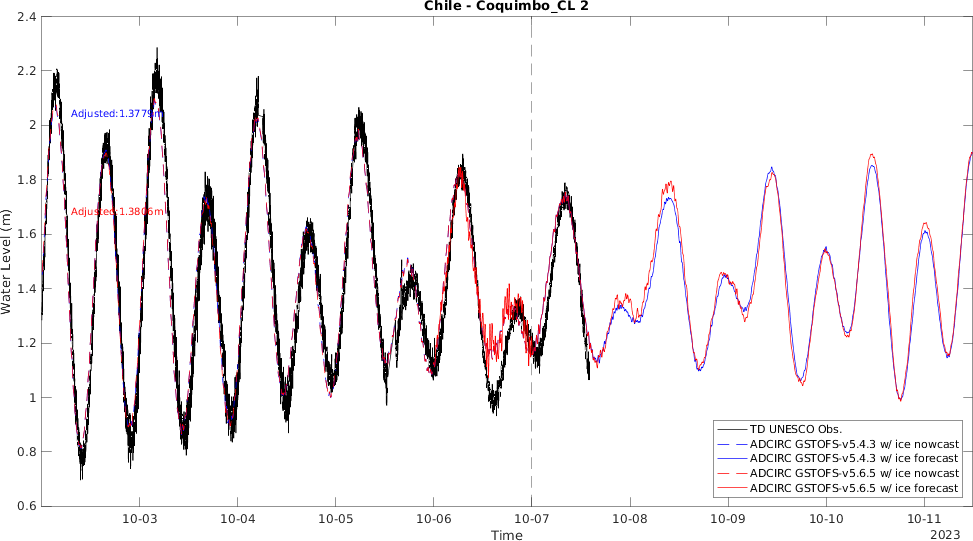 Chile - Coquimbo_CL 2
2.4
2.2
2
1.8
1.6
1.4
1.2
1
0.8
0.6
Water Level (m)
Adjusted:1.3779m
Adjusted:1.3806m
TD UNESCO Obs.
ADCIRC GSTOFS-v5.4.3 w/ ice nowcast
ADCIRC GSTOFS-v5.4.3 w/ ice forecast
ADCIRC GSTOFS-v5.6.5 w/ ice nowcast
ADCIRC GSTOFS-v5.6.5 w/ ice forecast
10-03 10-04 10-05 10-06 10-07 10-08 10-09 10-10 10-11
Time
2023